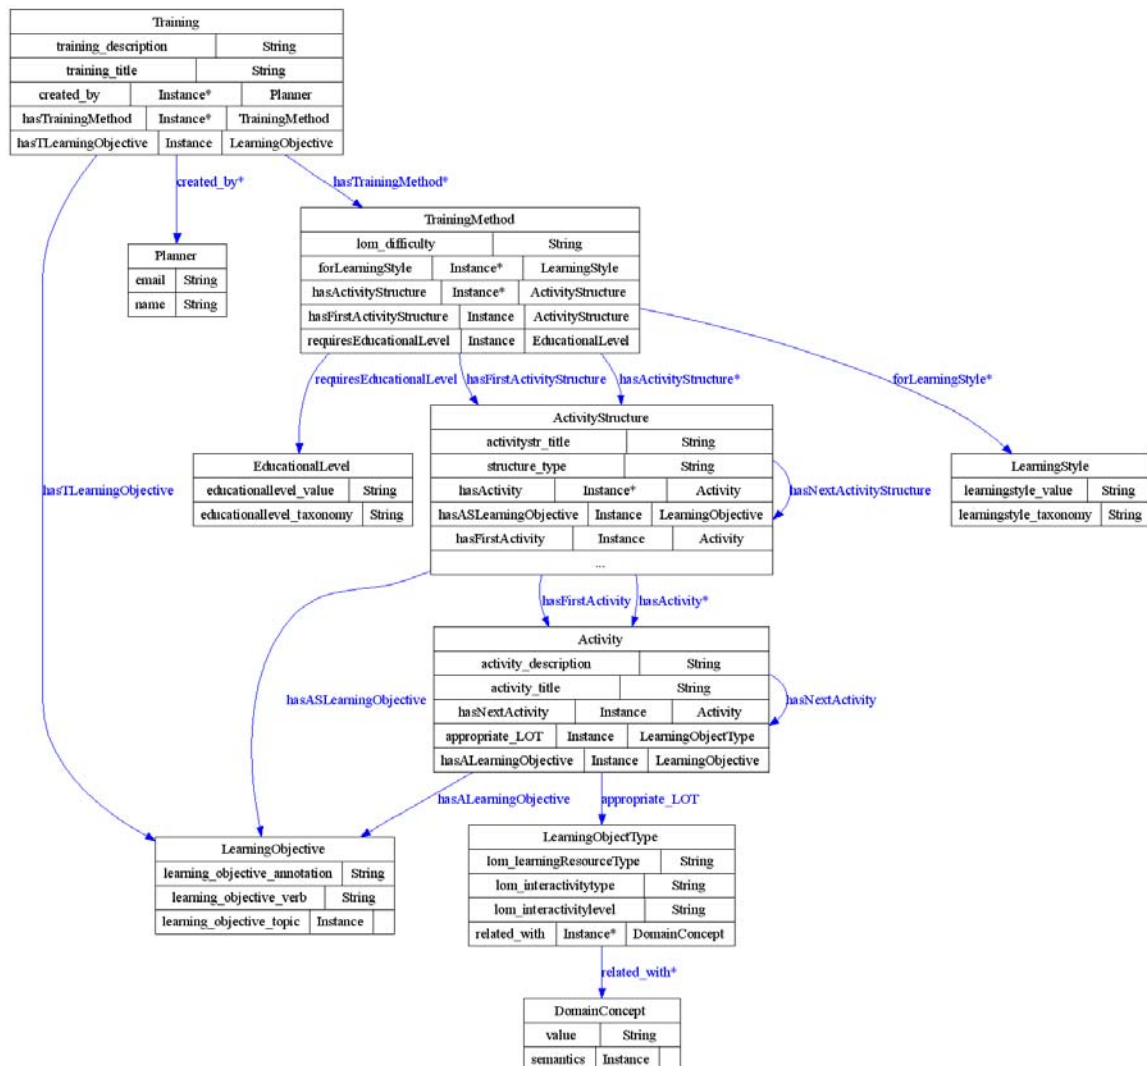 Training
training_description String
training_title String
created_by Instance* Planner
hasTrainingMethod Instance* TrainingMethod
hasTLearningObjective Instance LearningObjective
created_by*
hasTrainingMethod*
Planner
email String
name String
TrainingMethod
lom_difficulty String
forLearningStyle Instance* LearningStyle
hasActivityStructure Instance* ActivityStructure
hasFirstActivityStructure Instance ActivityStructure
requiresEducationalLevel Instance EducationalLevel
requiresEducationalLevel hasFirstActivityStructure hasActivityStructure* forLearningStyle*
EducationalLevel
educationallevel_value String
educationallevel_taxonomy String
ActivityStructure
activitystr_title String
structure_type String
hasActivity Instance* Activity
hasASLearningObjective Instance LearningObjective
hasFirstActivity Instance Activity
...
hasNextActivityStructure
LearningStyle
learningstyle_value String
learningstyle_taxonomy String
hasTLearningObjective
hasFirstActivity hasActivity*
Activity
activity_description String
activity_title String
hasNextActivity Instance Activity
appropriate_LOT Instance LearningObjectType
hasALearningObjective Instance LearningObjective
hasASLearningObjective
hasNextActivity
hasALearningObjective appropriate_LOT
LearningObjective
learning_objective_annotation String
learning_objective_verb String
learning_objective_topic Instance
LearningObjectType
lom_learningResourceType String
lom_interactivitytype String
lom_interactivitylevel String
related_with Instance* DomainConcept
related_with*
DomainConcept
value String
semantics Instance